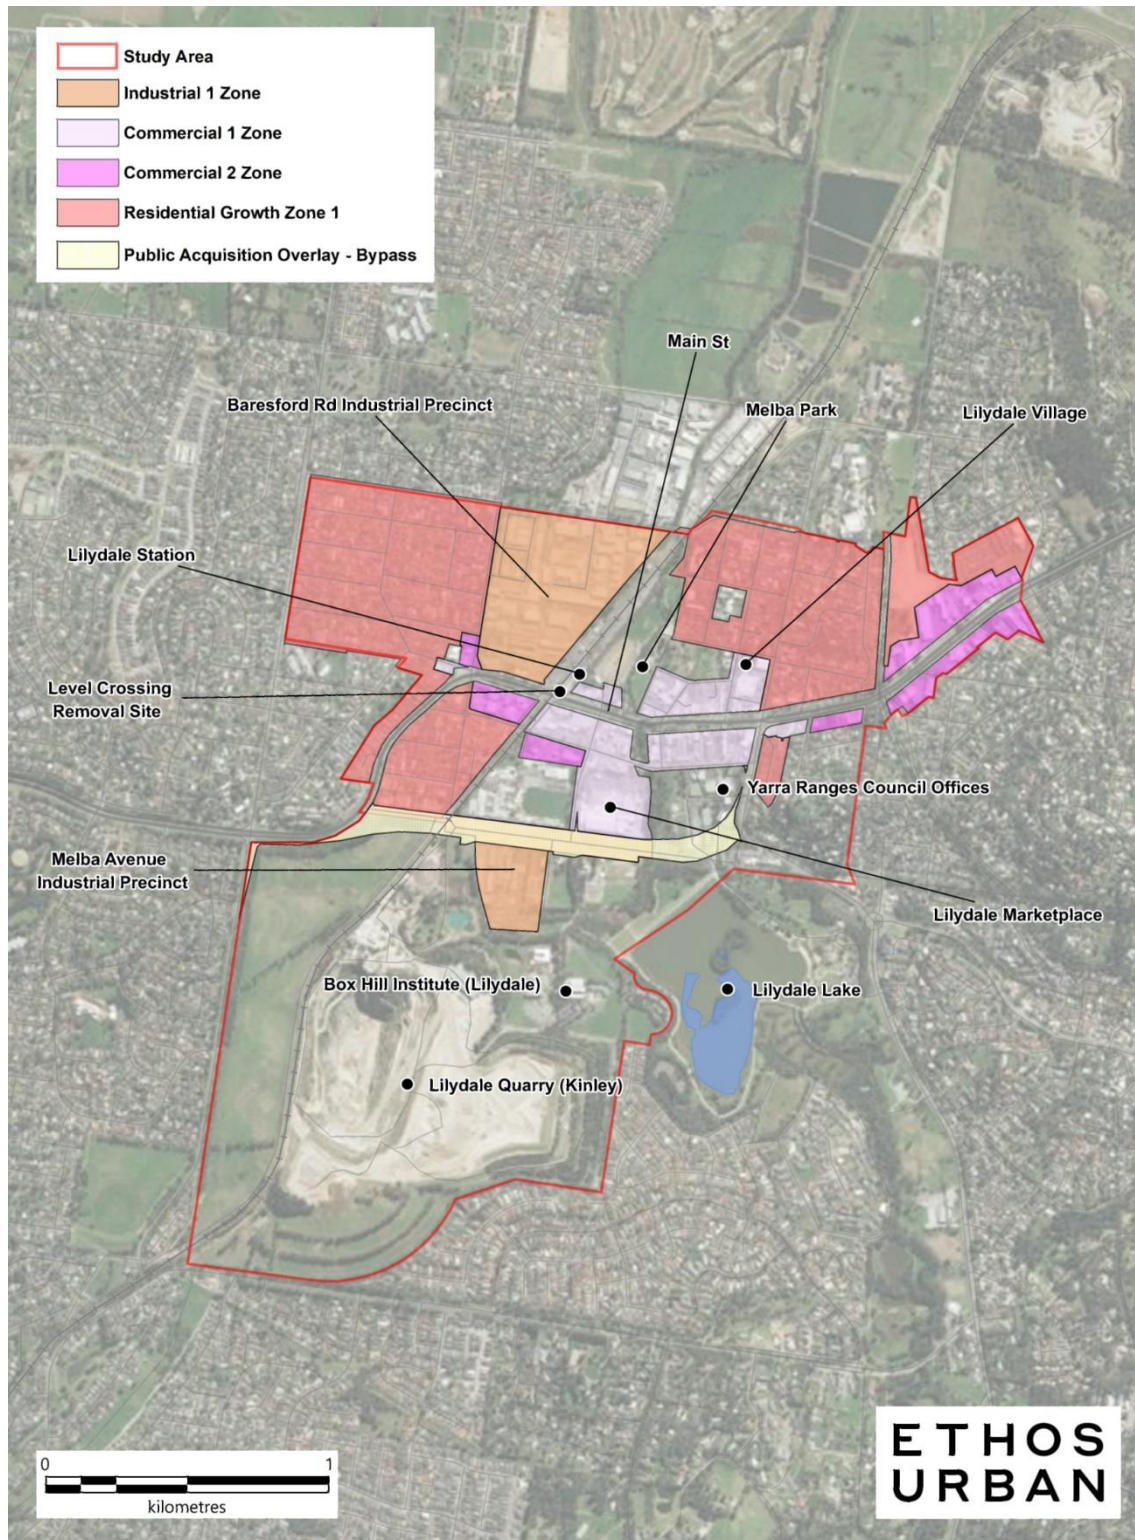 Study Area
Industrial 1 Zone
Commercial 1 Zone
Commercial 2 Zone
Residential Growth Zone 1
Public Acquisition Overlay - Bypass
Main St
Baresford Rd Industrial Precinct
Melba Park
Lilydale Village
Lilydale Station
Level Crossing
Removal Site
Yarra Ranges Council Offices
Melba Avenue
Industrial Precinct
Lilydale Marketplace
Box Hill Institute (Lilydale)
Lilydale Lake
Lilydale Quarry (Kinley)
0 1
kilometres
ETHOS
URBAN